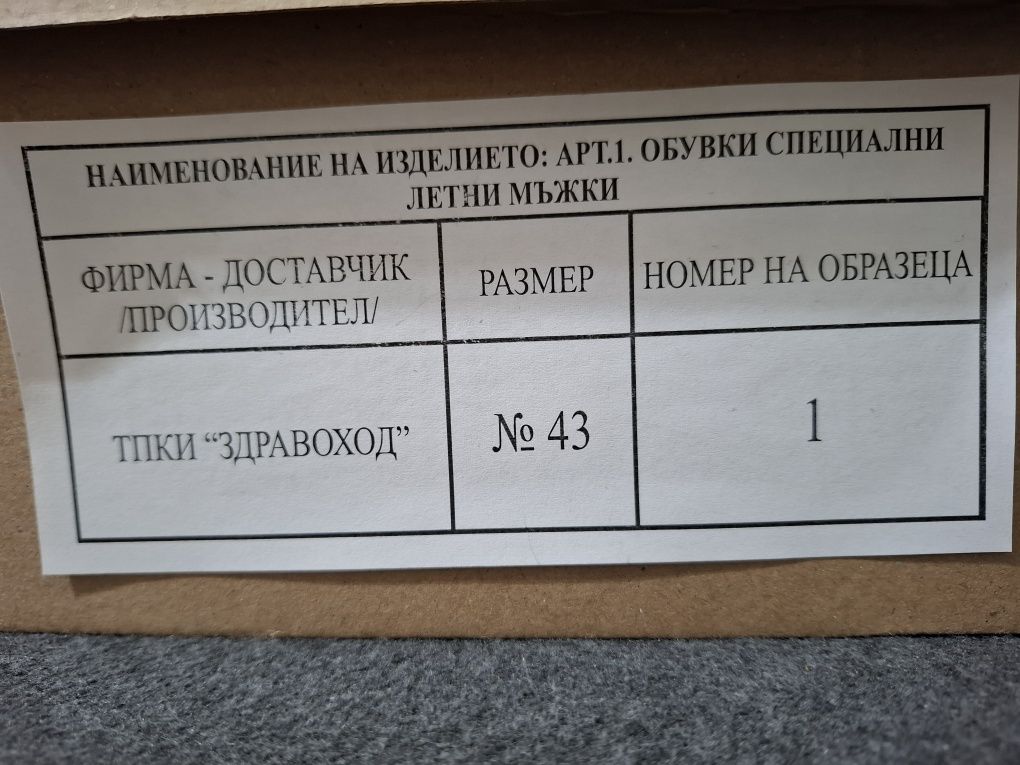 НАИМЕНОВАНИЕ НА ИЗДЕЛИЕТО: АРТ.1. ОБУВКИ СПЕЦИАЛНИ
ЛЕТНИ МЪЖКИ
ФИРМА - ДОСТАВЧИК
/ПРОИЗВОДИТЕЛ/
РАЗМЕР
НОМЕР НА ОБРАЗЕЦА
ТПКИ “ЗДРАВОХОД”
№ 43
1